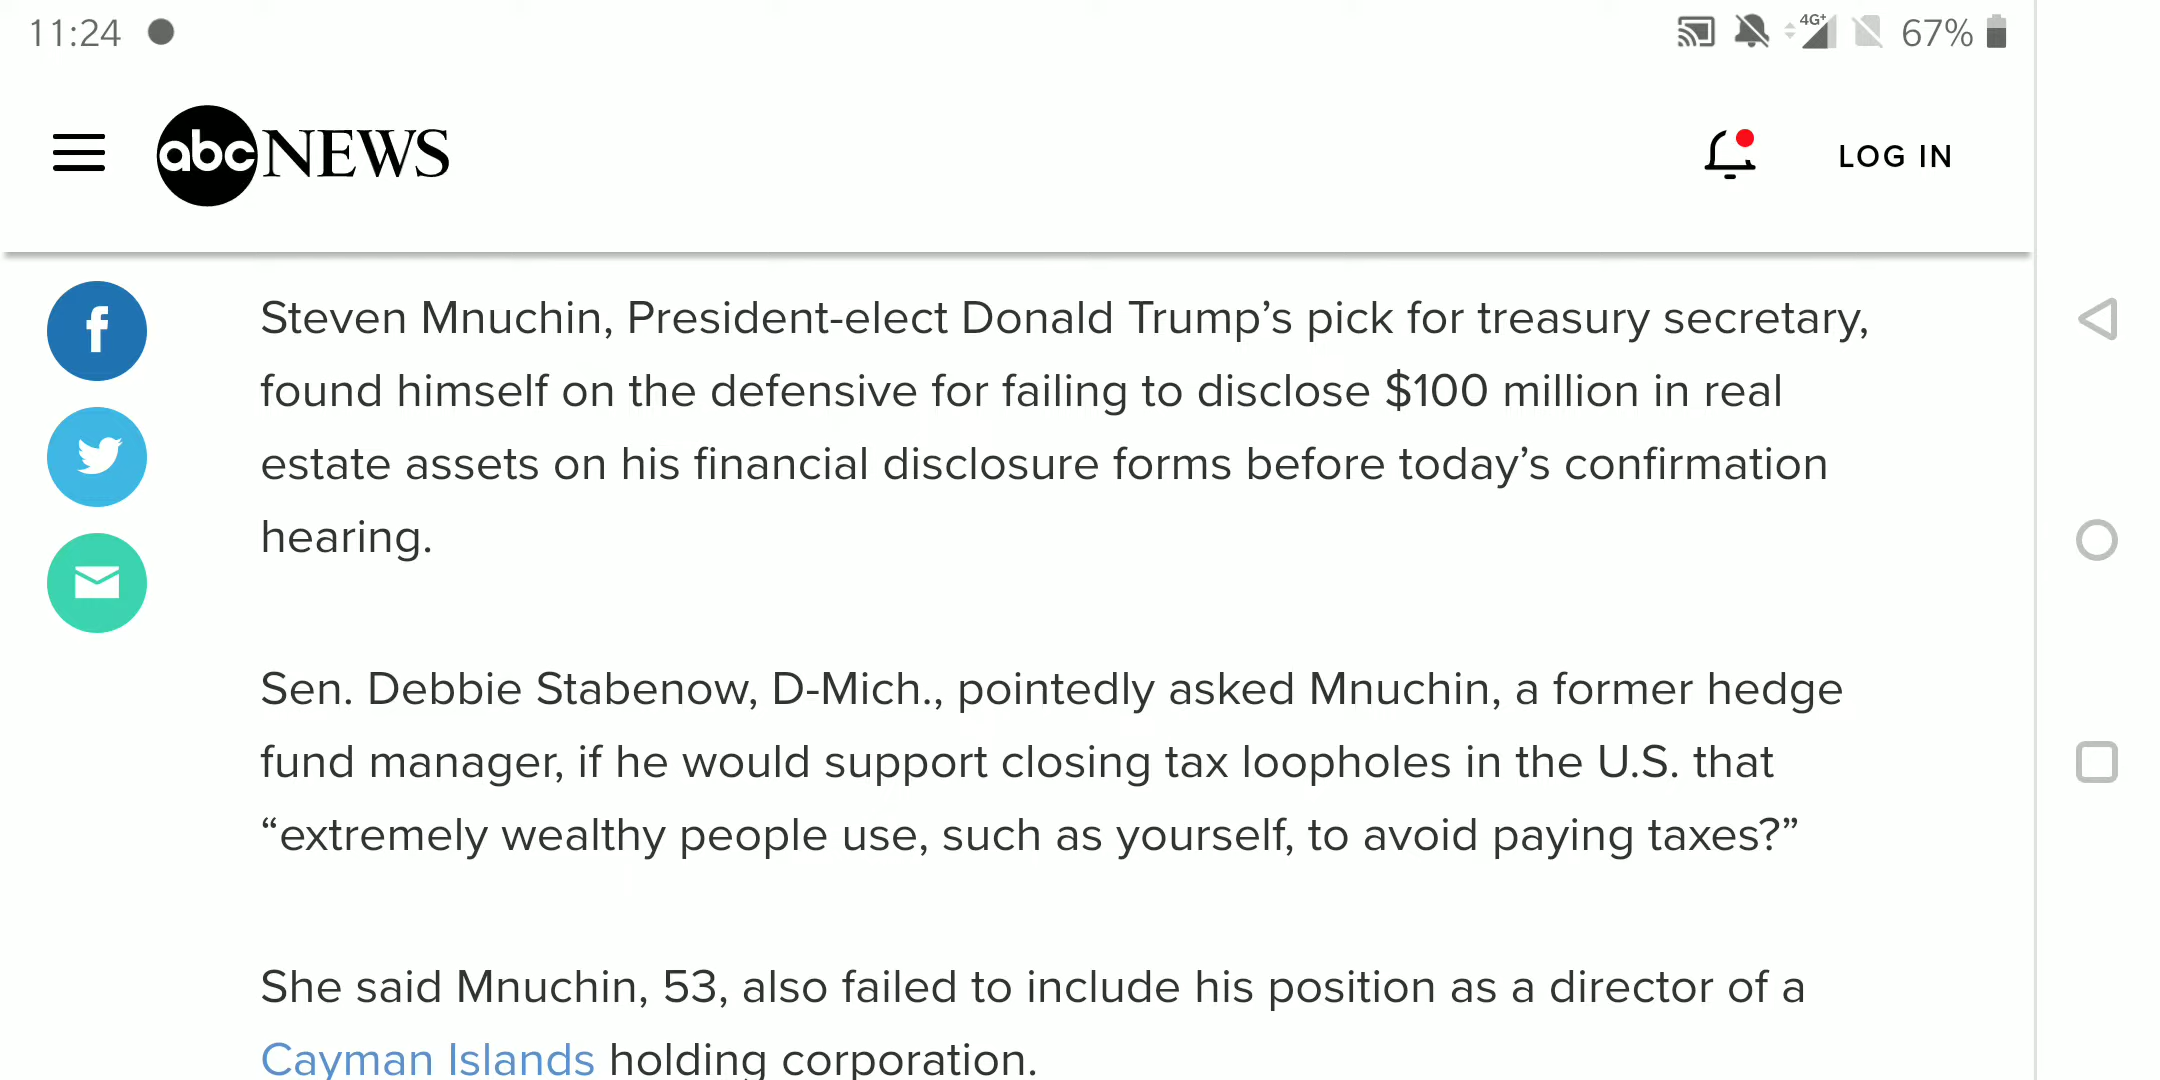 11:24
4G+ 67%
abc NEWS
LOG IN
f
Steven Mnuchin, President-elect Donald Trump’s pick for treasury secretary,
found himself on the defensive for failing to disclose $100 million in real
estate assets on his financial disclosure forms before today’s confirmation
hearing.
Sen. Debbie Stabenow, D-Mich., pointedly asked Mnuchin, a former hedge
fund manager, if he would support closing tax loopholes in the U.S. that
“extremely wealthy people use, such as yourself, to avoid paying taxes?”
She said Mnuchin, 53, also failed to include his position as a director of a
Cayman Islands holding corporation.